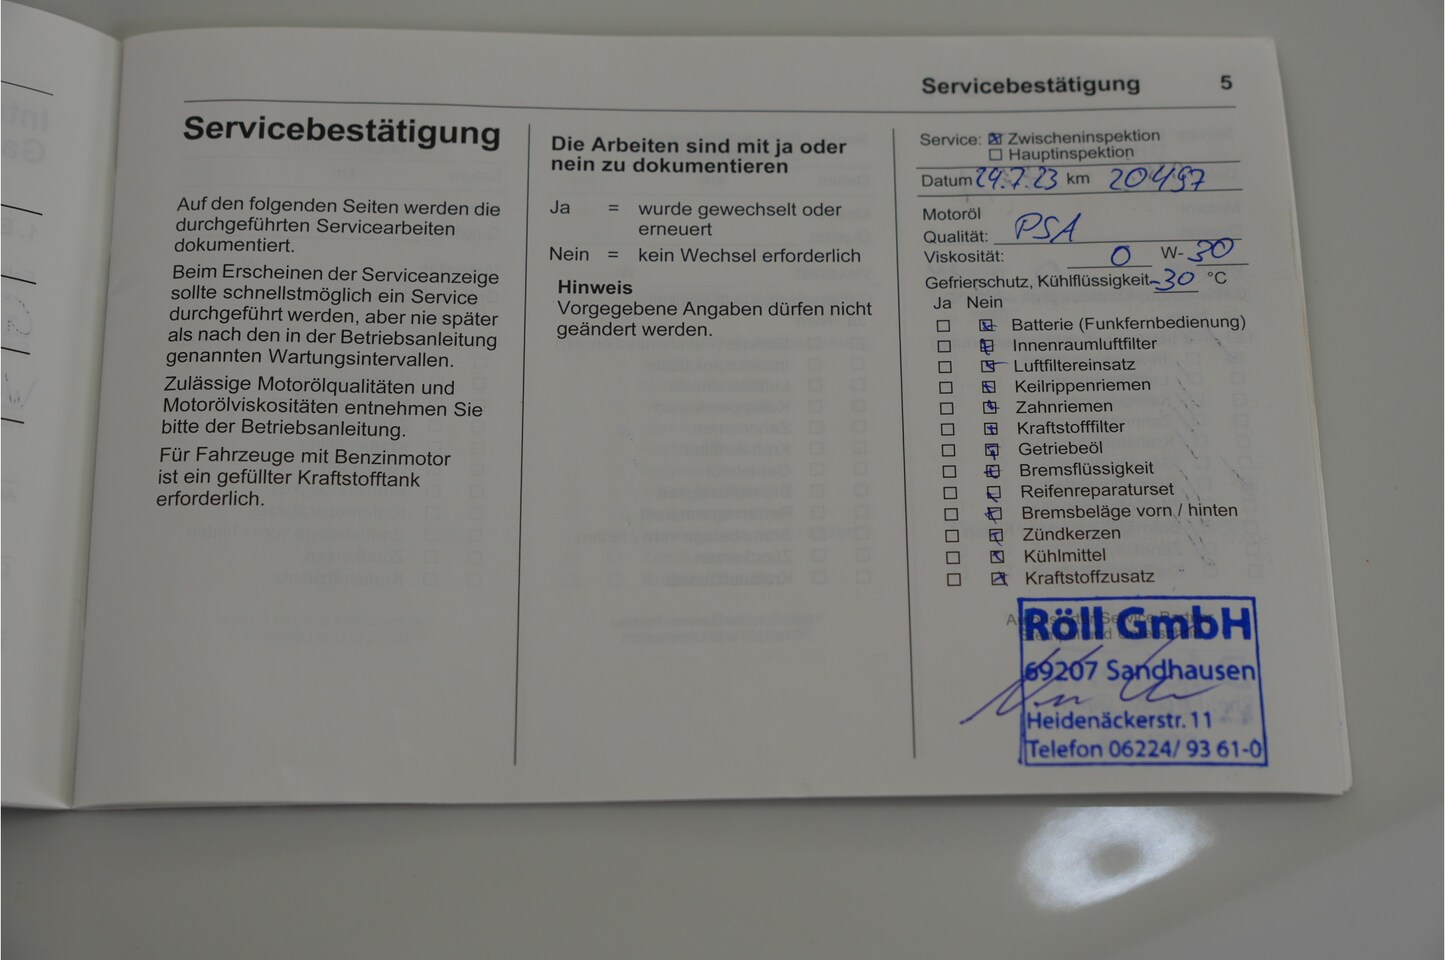 Servicebestätigung 5
Servicebestätigung
Auf den folgenden Seiten werden die
durchgeführten Servicearbeiten
dokumentiert.
Beim Erscheinen der Serviceanzeige
sollte schnellstmöglich ein Service
durchgeführt werden, aber nie später
als nach den in der Betriebsanleitung
genannten Wartungsintervallen.
Zulässige Motorölqualitäten und
Motorölviskositäten entnehmen Sie
bitte der Betriebsanleitung.
Für Fahrzeuge mit Benzinmotor
ist ein gefüllter Kraftstofftank
erforderlich.
Die Arbeiten sind mit ja oder
nein zu dokumentieren
Ja = wurde gewechselt oder
erneuert
Nein = kein Wechsel erforderlich
Hinweis
Vorgegebene Angaben dürfen nicht
geändert werden.
Service: ☒ Zwischeninspektion
☐ Hauptinspektion
Datum 24.7.23 km 20497
Motoröl
Qualität: PSA
Viskosität: 0 W- 30
Gefrierschutz, Kühlflüssigkeit -30 °C
Ja Nein
☐ ☒ Batterie (Funkfernbedienung)
☐ ☒ Innenraumluftfilter
☐ ☒ Luftfiltereinsatz
☐ ☒ Keilrippenriemen
☐ ☒ Zahnriemen
☐ ☒ Kraftstofffilter
☐ ☒ Getriebeöl
☐ ☒ Bremsflüssigkeit
☐ ☒ Reifenreparaturset
☐ ☒ Bremsbeläge vorn / hinten
☐ ☒ Zündkerzen
☐ ☒ Kühlmittel
☐ ☒ Kraftstoffzusatz
Röll GmbH
69207 Sandhausen
Heidenäckerstr. 11
Telefon 06224/ 93 61-0